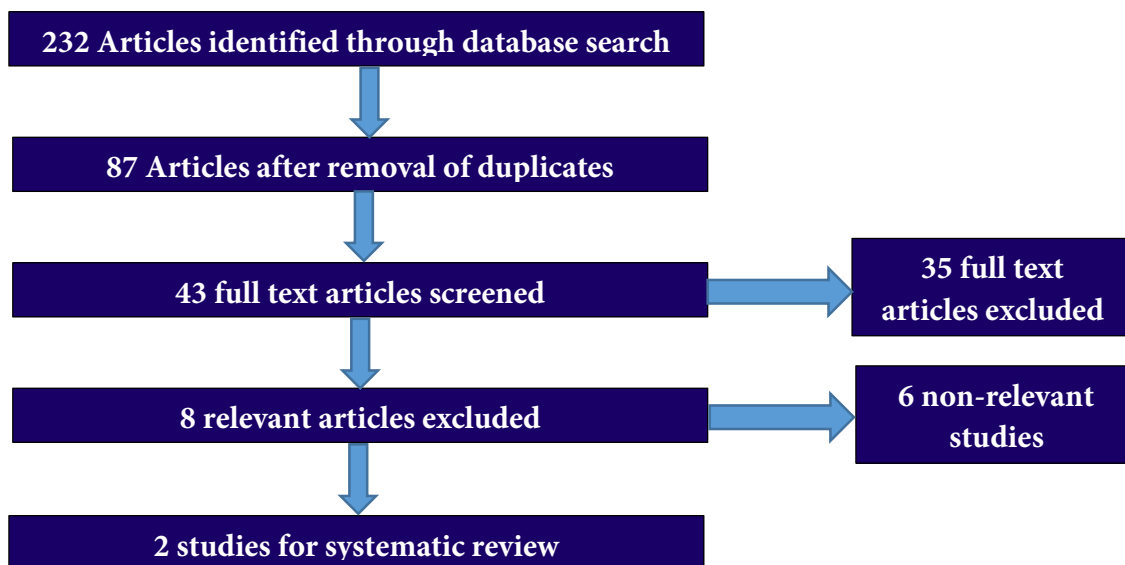 232 Articles identified through database search
87 Articles after removal of duplicates
43 full text articles screened
35 full text
articles excluded
8 relevant articles excluded
6 non-relevant
studies
2 studies for systematic review